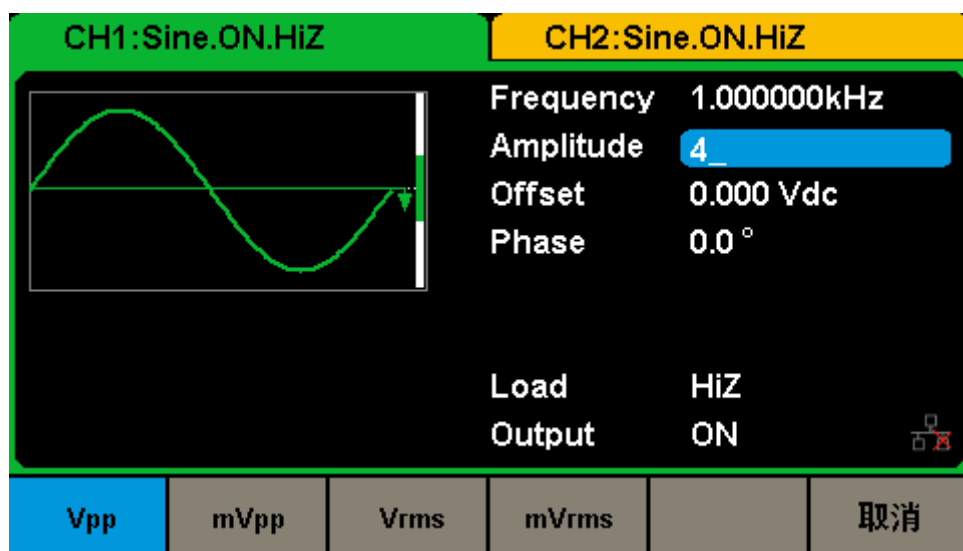 CH1:Sine.ON.HiZ CH2:Sine.ON.HiZ
Frequency 1.000000kHz
Amplitude 4_
Offset 0.000 Vdc
Phase 0.0 °
Load HiZ
Output ON
Vpp mVpp Vrms mVrms 取消